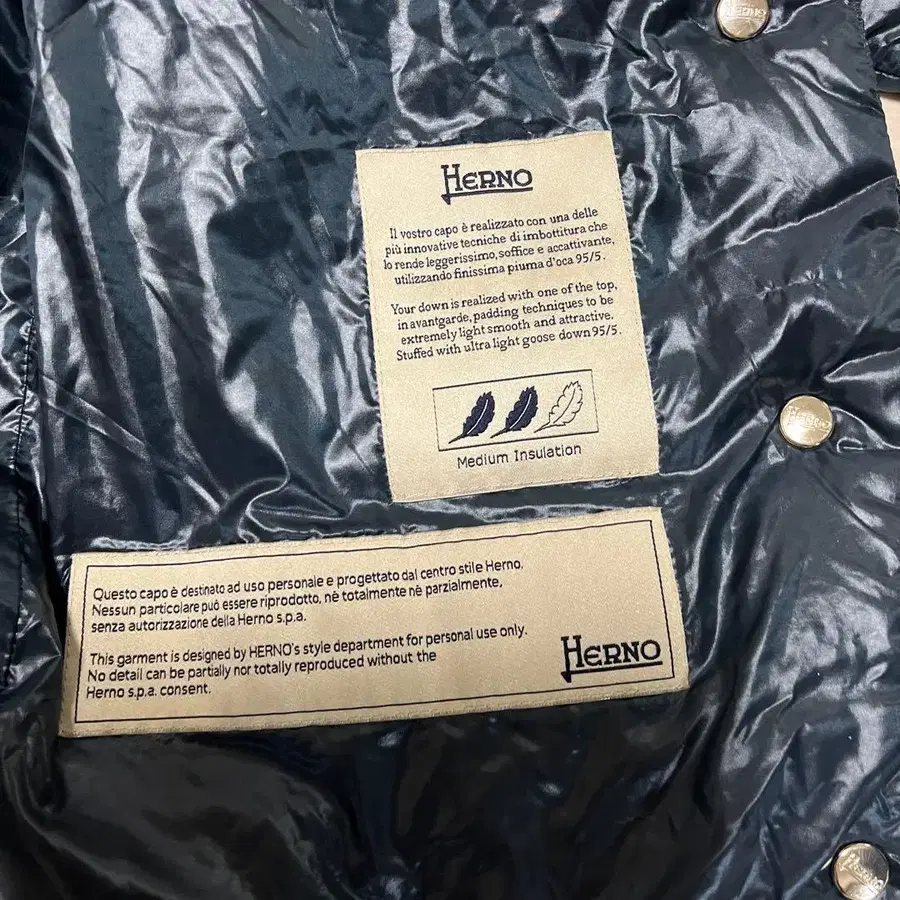 HERNO
HERNO
Il vostro capo è realizzato con una delle
più innovative tecniche di imbottitura che
lo rende leggerissimo, soffice e accattivante,
utilizzando finissima piuma d'oca 95/5.
Your down is realized with one of the top,
in avantgarde, padding techniques to be
extremely light smooth and attractive.
Stuffed with ultra light goose down 95/5.
HERNO
Medium Insulation
Questo capo è destinato ad uso personale e progettato dal centro stile Herno.
Nessun particolare può essere riprodotto, nè totalmente nè parzialmente,
senza autorizzazione della Herno s.p.a.
This garment is designed by HERNO's style department for personal use only.
No detail can be partially nor totally reproduced without the
Herno s.p.a. consent.
HERNO
HERNO